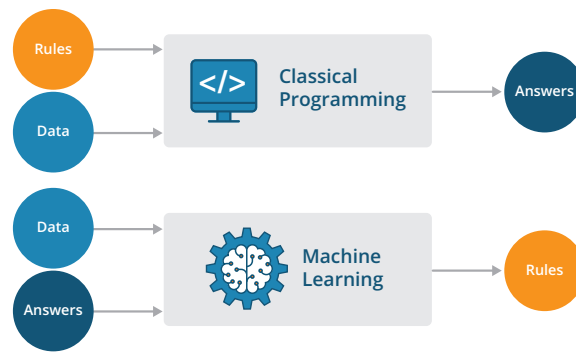 Rules
Data
</>
Classical
Programming
Answers
Data
Answers
Machine
Learning
Rules